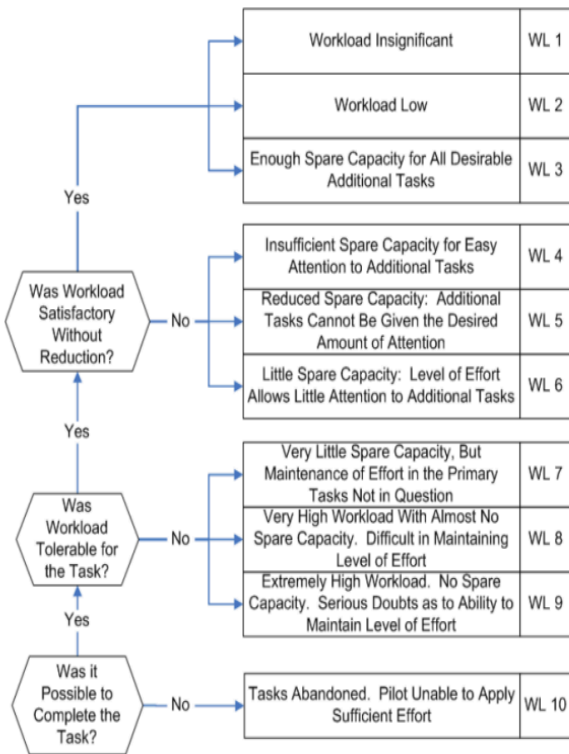 Workload Insignificant
WL 1
Workload Low
WL 2
Enough Spare Capacity for All Desirable
Additional Tasks
WL 3
Yes
Was Workload
Satisfactory
Without
Reduction?
No
Insufficient Spare Capacity for Easy
Attention to Additional Tasks
WL 4
Reduced Spare Capacity: Additional
Tasks Cannot Be Given the Desired
Amount of Attention
WL 5
Little Spare Capacity: Level of Effort
Allows Little Attention to Additional Tasks
WL 6
Yes
Was
Workload
Tolerable for
the Task?
No
Very Little Spare Capacity, But
Maintenance of Effort in the Primary
Tasks Not in Question
WL 7
Very High Workload With Almost No
Spare Capacity. Difficult in Maintaining
Level of Effort
WL 8
Extremely High Workload. No Spare
Capacity. Serious Doubts as to Ability to
Maintain Level of Effort
WL 9
Yes
Was it
Possible to
Complete the
Task?
No
Tasks Abandoned. Pilot Unable to Apply
Sufficient Effort
WL 10